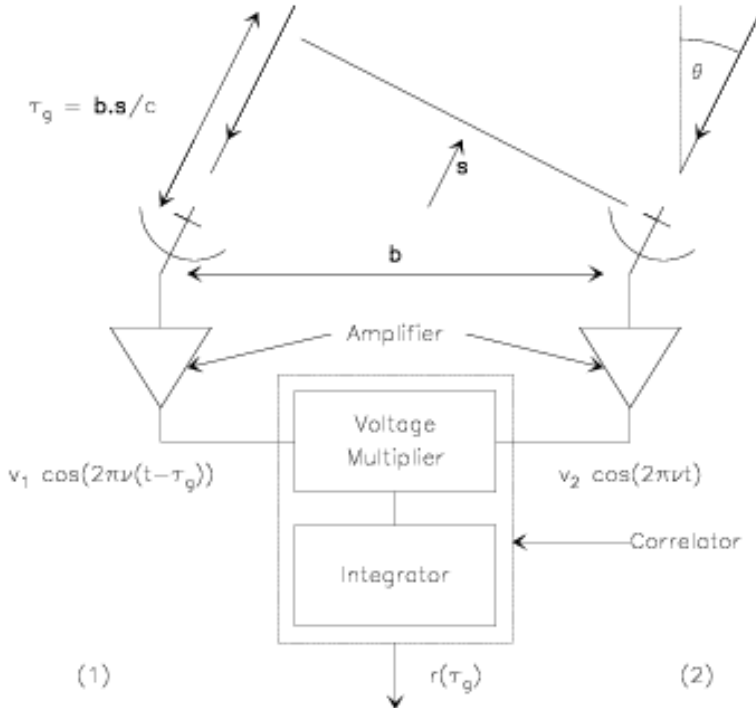 θ
τg = b.s/c
s
b
Amplifier
Voltage
Multiplier
v1 cos(2πν(t−τg))
v2 cos(2πνt)
Correlator
Integrator
(1)
r(τg)
(2)